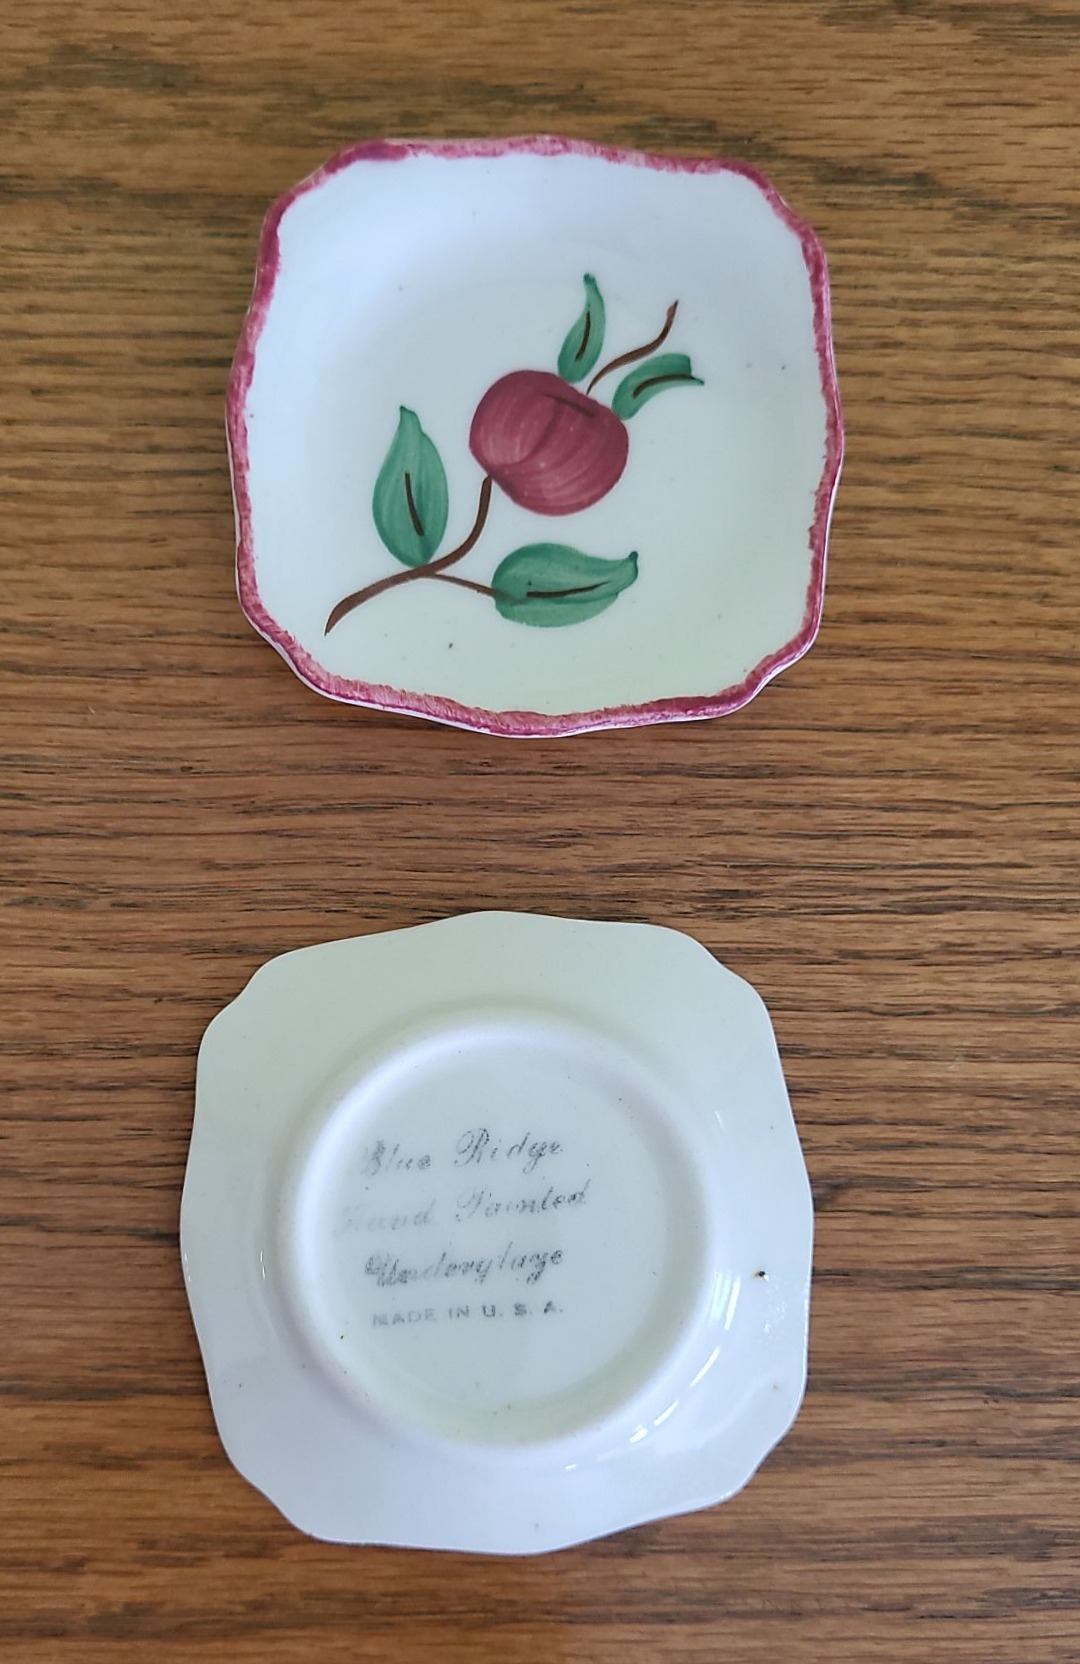 Blue Ridge
Hand Painted
Underglaze
MADE IN U. S. A.